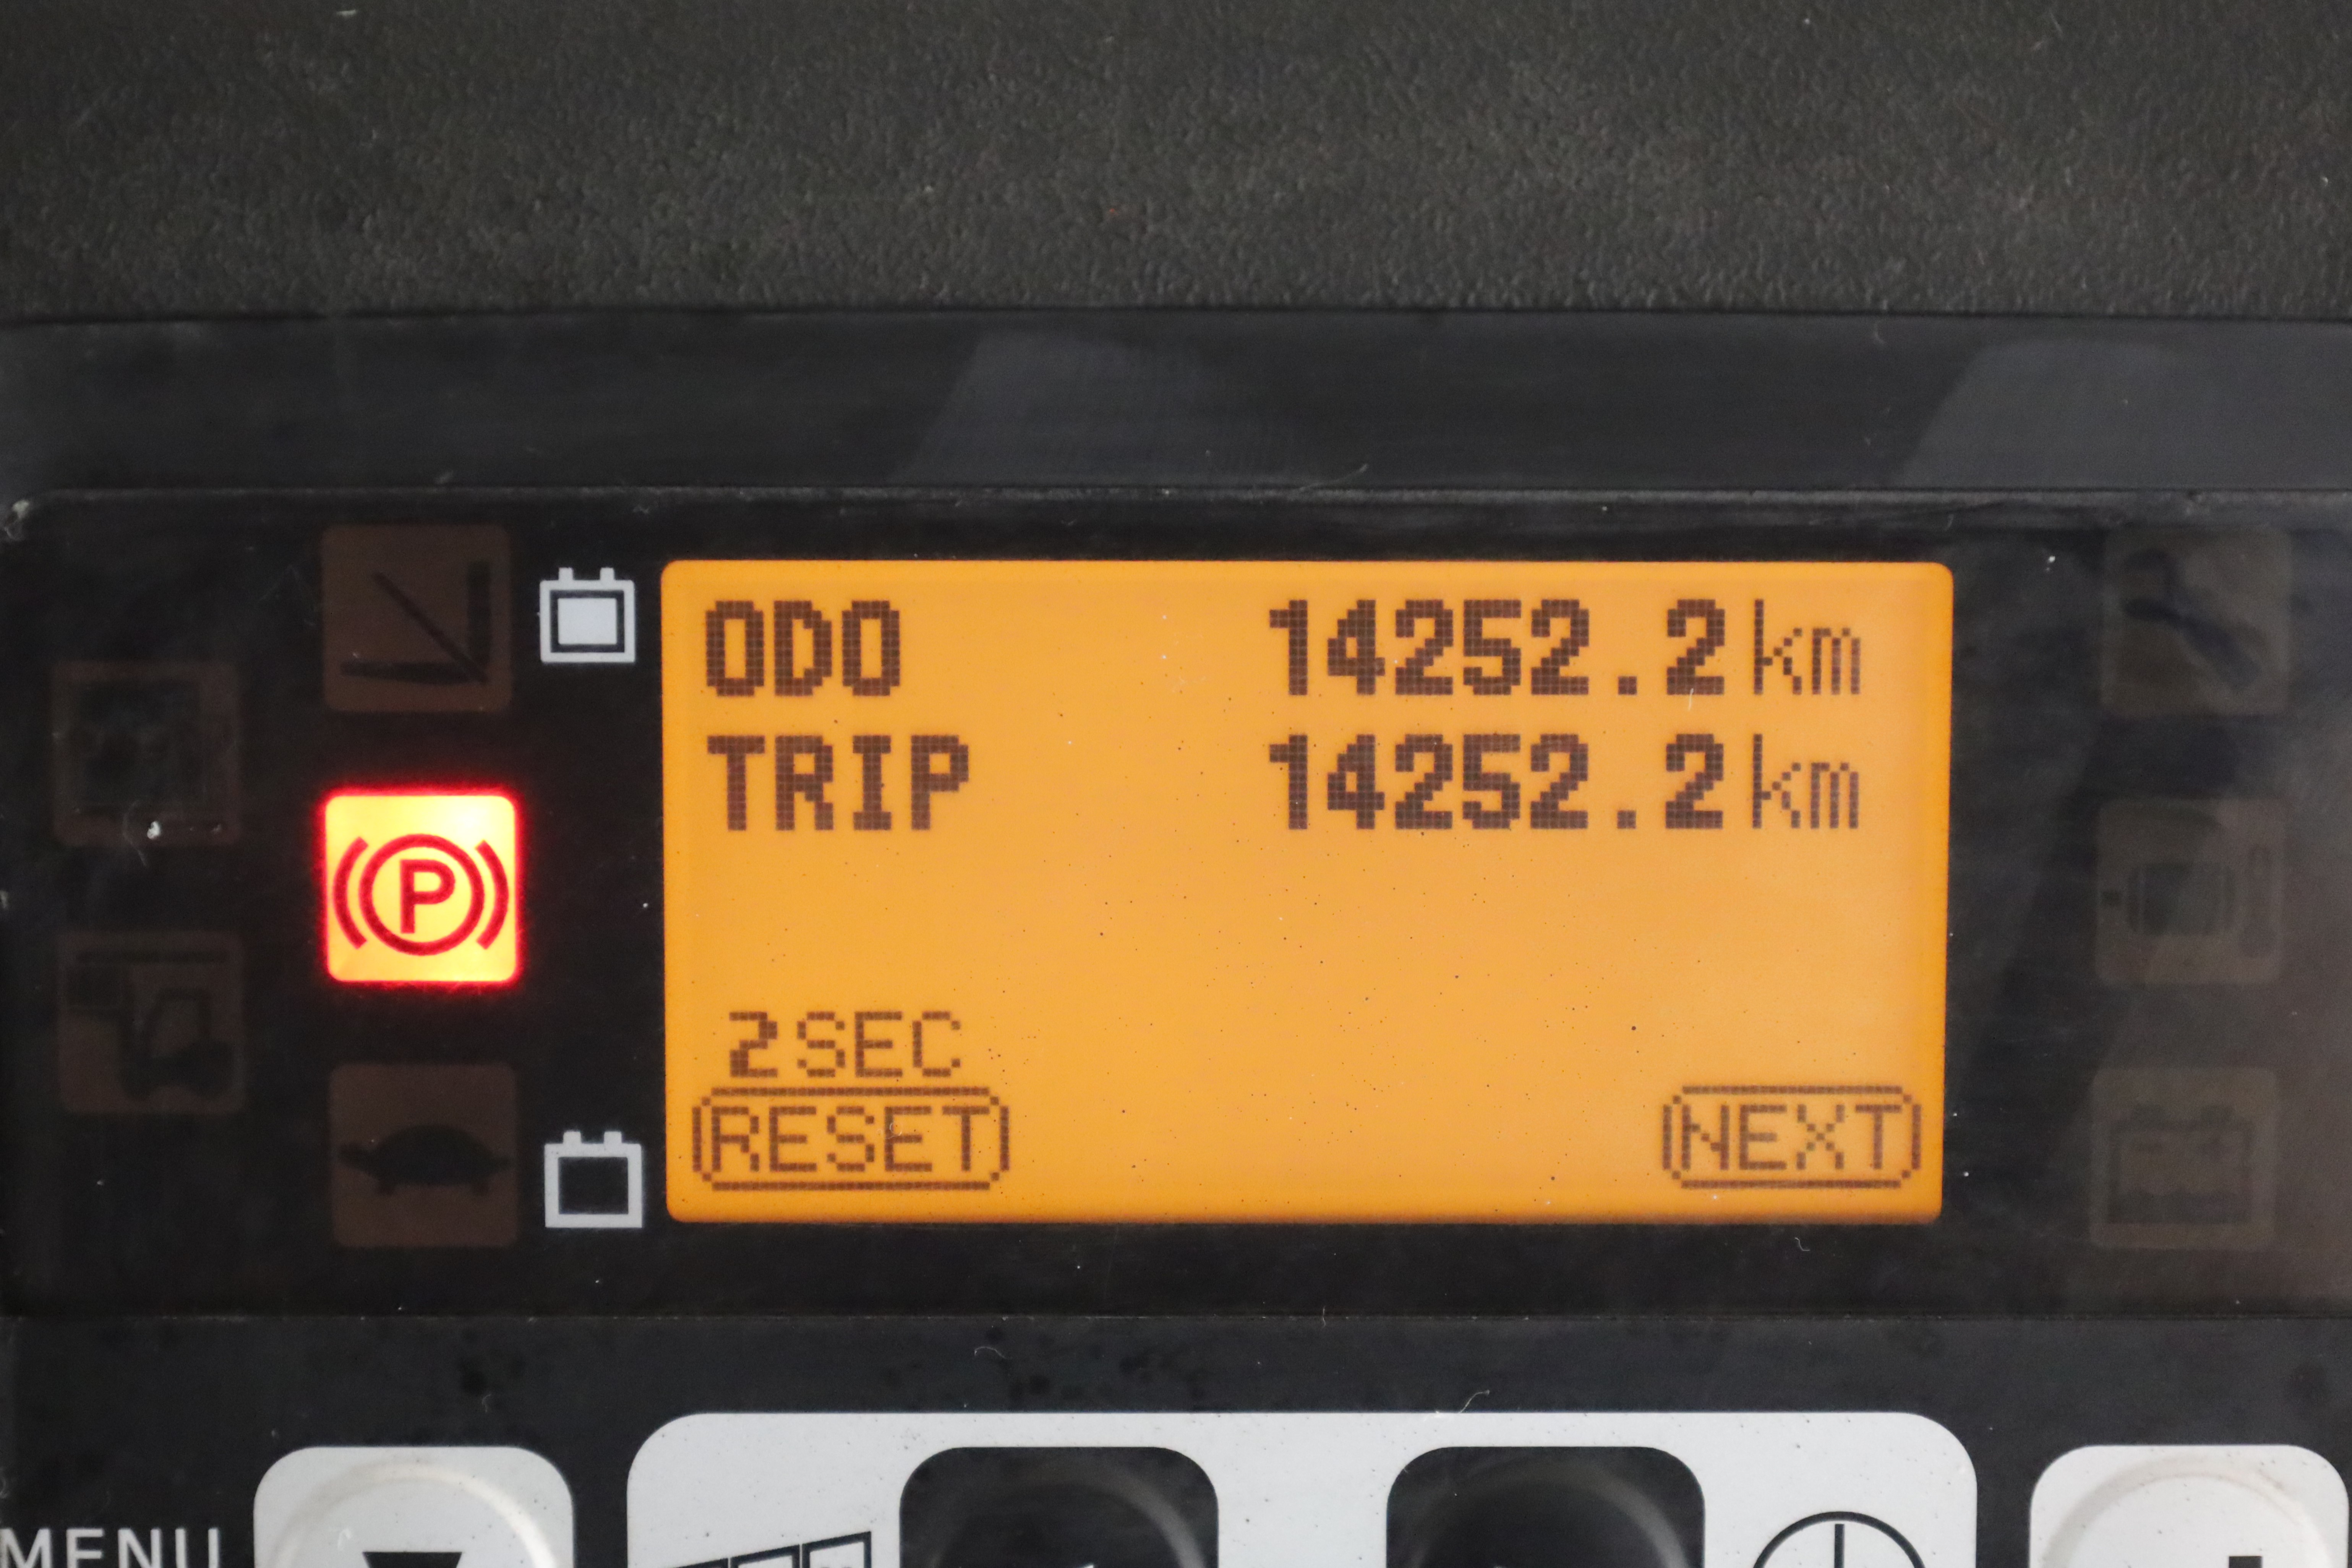 ODO 14252.2km
TRIP 14252.2km
P
2SEC
RESET NEXT
MENU